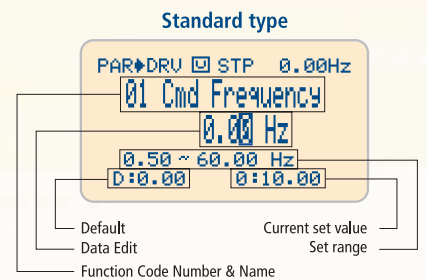 Standard type
PAR➧DRV U STP 0.00Hz
01 Cmd Frequency
0.00 Hz
0.50 ~ 60.00 Hz
D:0.00 0:10.00
Default Current set value
Data Edit Set range
Function Code Number & Name